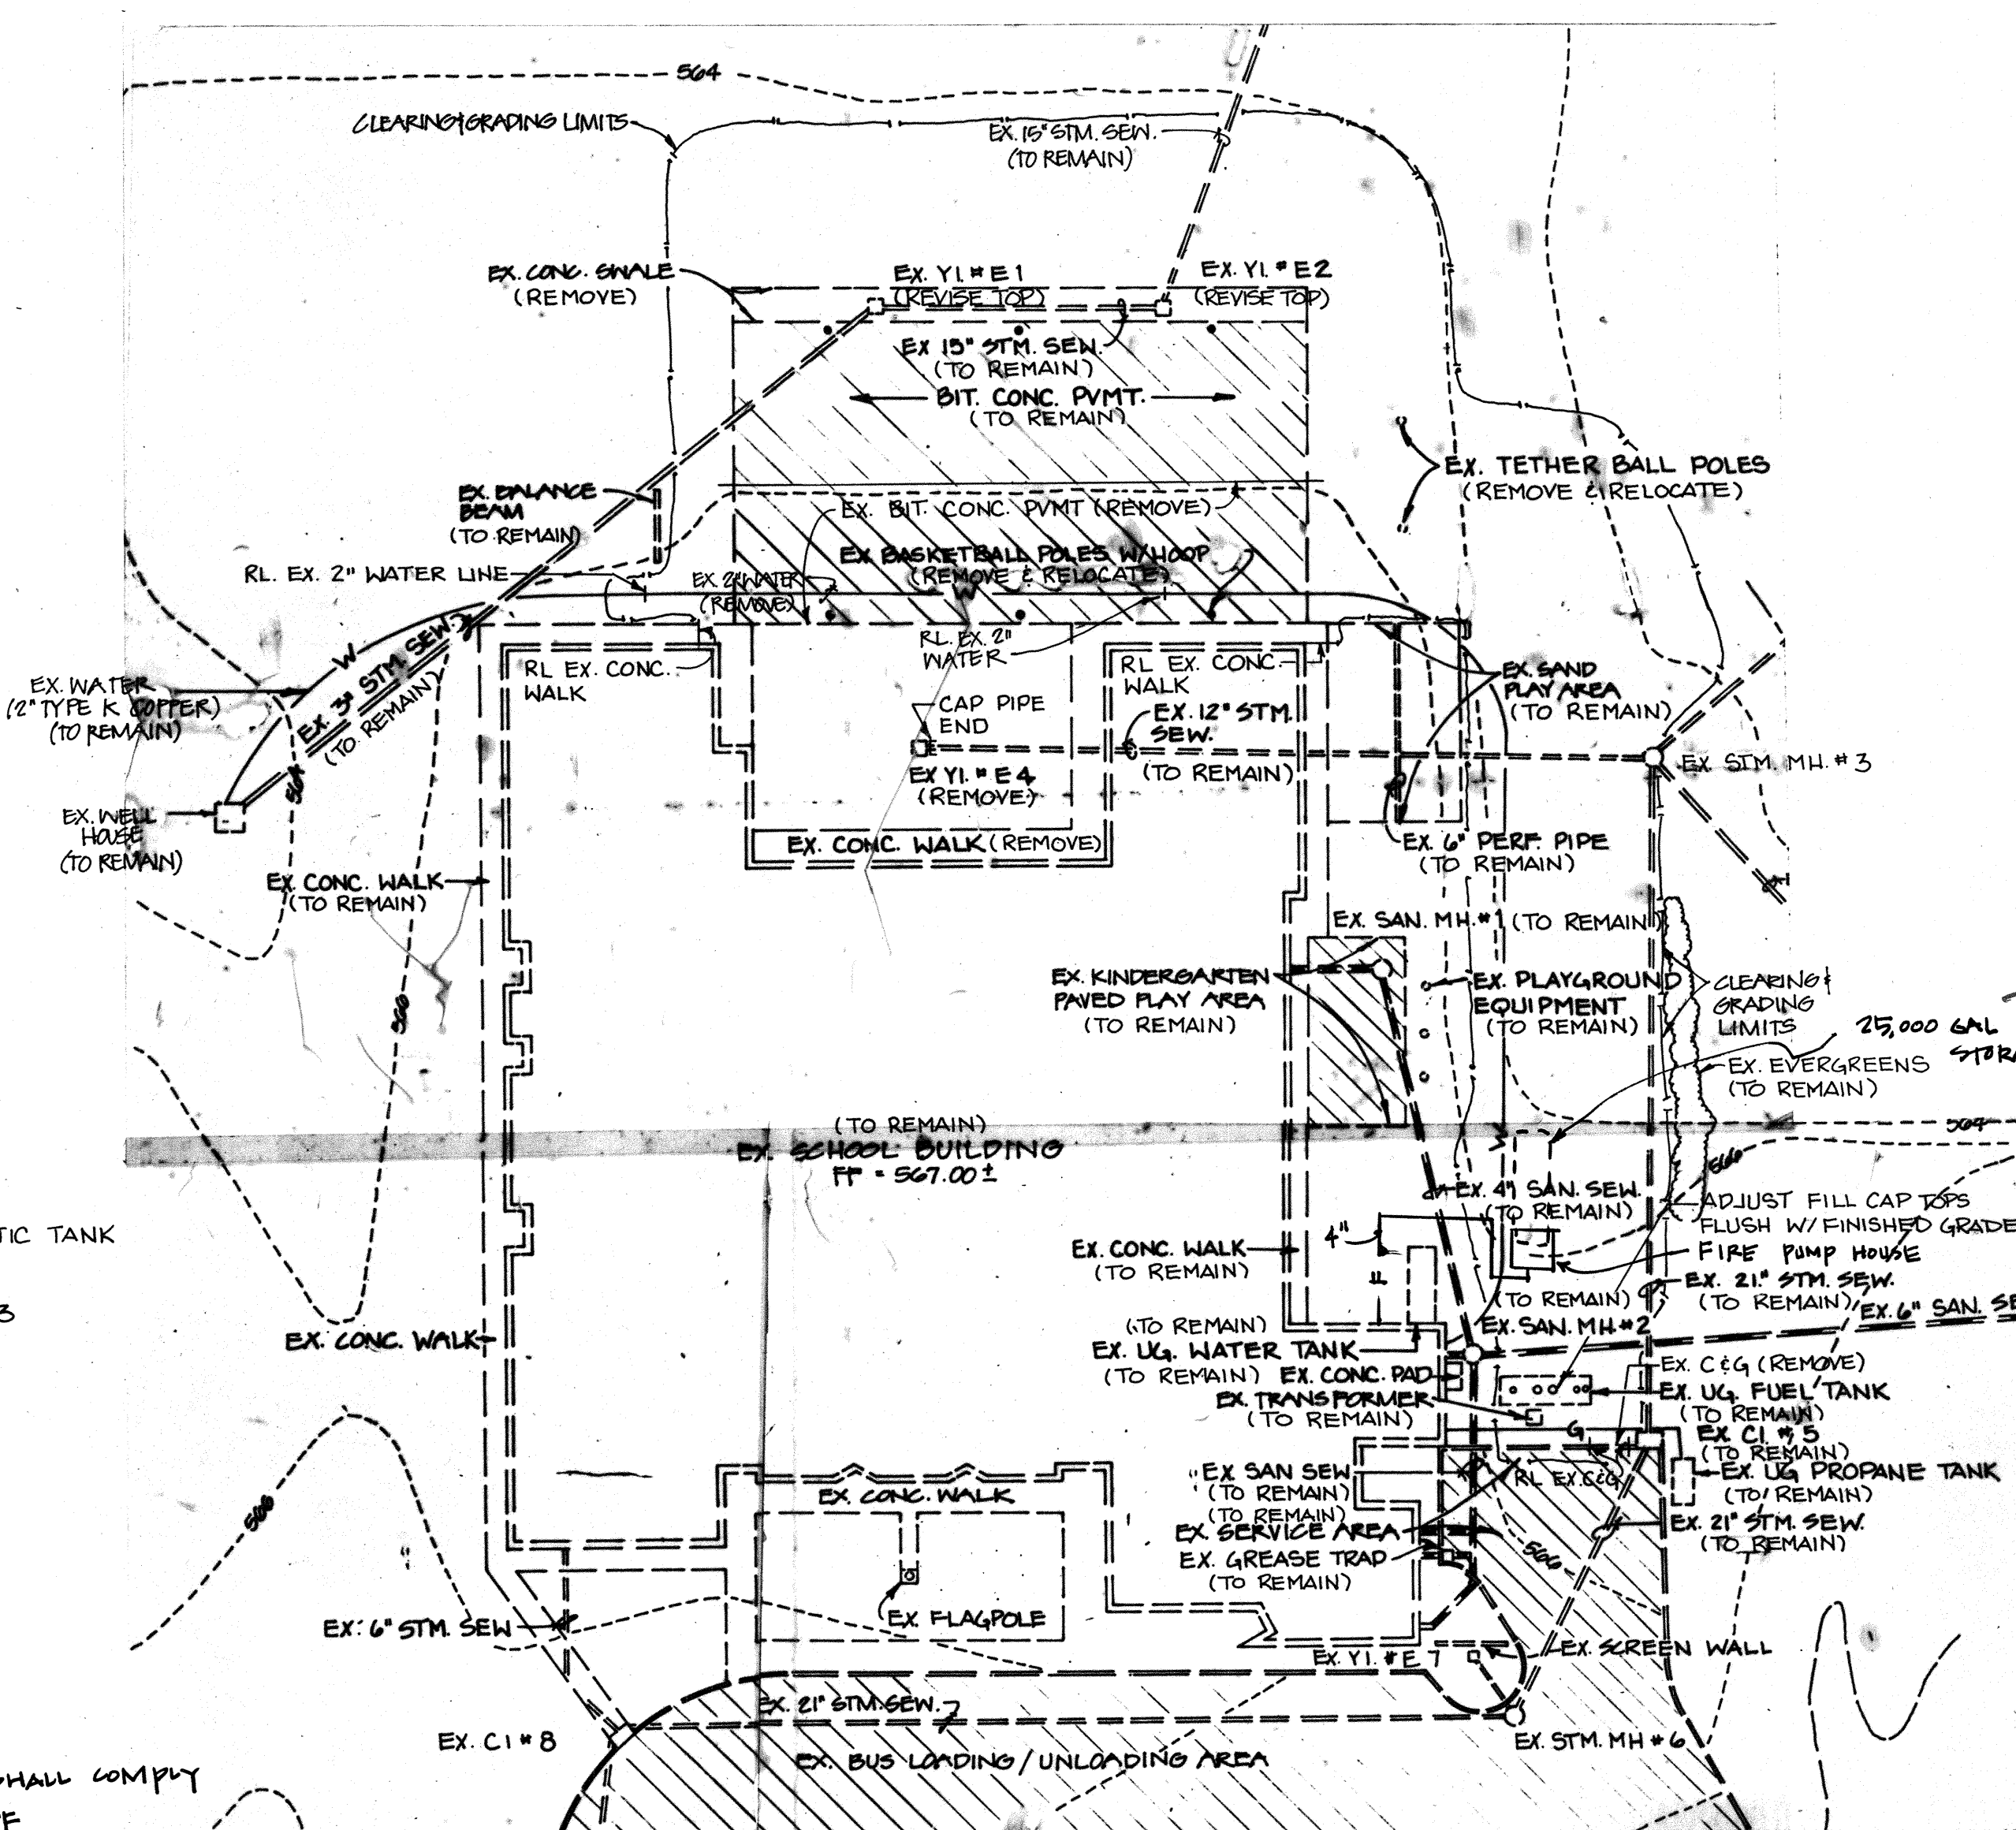 564
CLEARING & GRADING LIMITS
EX. 15" STM. SEW.
(TO REMAIN)
EX. CONC. SWALE
(REMOVE)
EX. YI. # E1
(REVISE TOP)
EX. YI. # E2
(REVISE TOP)
EX 15" STM. SEW.
(TO REMAIN)
BIT. CONC. PVMT.
(TO REMAIN)
EX. TETHER BALL POLES
(REMOVE & RELOCATE)
EX. BALANCE
BEAM
(TO REMAIN)
EX. BIT. CONC. PVMT (REMOVE)
EX BASKETBALL POLES W/HOOP
(REMOVE & RELOCATE)
RL. EX. 2" WATER LINE
EX. 2" WATER
(REMOVE)
W
RL. EX. 2"
WATER
W
EX. 3" STM. SEW.
(TO REMAIN)
RL EX. CONC.
WALK
RL EX. CONC.
WALK
EX. SAND
PLAY AREA
(TO REMAIN)
EX. WATER
(2" TYPE K COPPER)
(TO REMAIN)
CAP PIPE
END
EX. 12" STM.
SEW.
(TO REMAIN)
EX YI. # E4
(REMOVE)
EX STM. MH. # 3
EX. WELL
HOUSE
(TO REMAIN)
EX. CONC. WALK (REMOVE)
EX. 6" PERF. PIPE
(TO REMAIN)
EX. CONC. WALK
(TO REMAIN)
EX. SAN. MH. # 1 (TO REMAIN)
EX. KINDERGARTEN
PAVED PLAY AREA
(TO REMAIN)
EX. PLAYGROUND
EQUIPMENT
(TO REMAIN)
CLEARING &
GRADING
LIMITS
566
25,000 GAL
EX. EVERGREENS
(TO REMAIN)
(TO REMAIN)
EX. SCHOOL BUILDING
FF = 567.00 ±
564
566
EX. 4" SAN. SEW.
(TO REMAIN)
ADJUST FILL CAP TOPS
FLUSH W/ FINISHED GRADE
TIC TANK
4"
EX. CONC. WALK
(TO REMAIN)
FIRE PUMP HOUSE
EX. 21" STM. SEW.
(TO REMAIN)
(TO REMAIN)
3
EX. 6" SAN. SE
EX. CONC. WALK
(TO REMAIN)
EX. SAN. MH # 2
EX. UG. WATER TANK
(TO REMAIN)
EX. CONC. PAD
EX. C&G (REMOVE)
EX. TRANSFORMER
(TO REMAIN)
EX. UG. FUEL TANK
(TO REMAIN)
G
EX. CI. # 5
(TO REMAIN)
EX SAN SEW
(TO REMAIN)
(TO REMAIN)
RL EX. C&G
EX. UG PROPANE TANK
(TO REMAIN)
EX. CONC. WALK
566
EX. SERVICE AREA
EX. 21" STM. SEW.
(TO REMAIN)
EX. GREASE TRAP
(TO REMAIN)
566
EX. FLAGPOLE
EX. 6" STM. SEW
EX. YI. # E 7
EX. SCREEN WALL
EX. 21" STM. SEW.
EX. CI # 8
EX. STM. MH # 6
EX. BUS LOADING / UNLOADING AREA
SHALL COMPLY